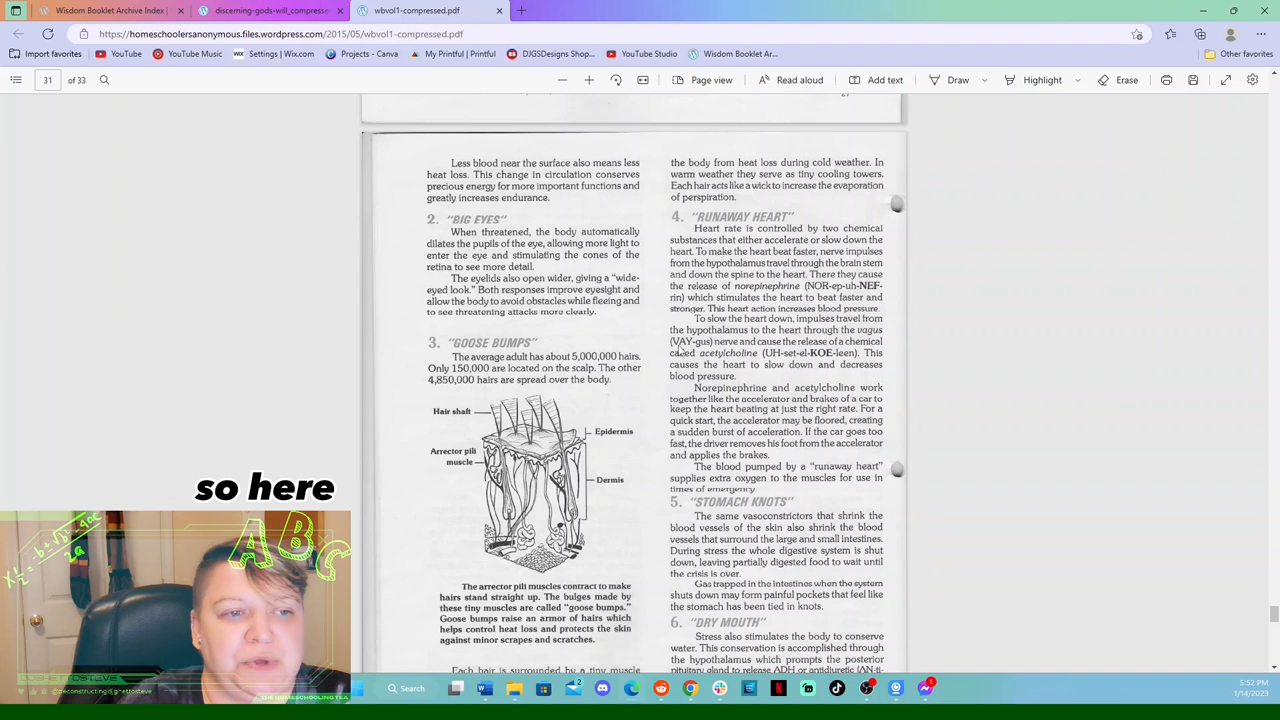 Wisdom Booklet Archive Index |
discerning-gods-will_compresse
wbvol1-compressed.pdf
https://homeschoolersanonymous.files.wordpress.com/2015/05/wbvol1-compressed.pdf
Import favorites
YouTube
YouTube Music
Settings | Wix.com
Projects - Canva
My Printful | Printful
DJGSDesigns Shop...
YouTube Studio
Wisdom Booklet Ar...
Other favorites
31
of 33
Page view
Read aloud
Add text
Draw
Highlight
Erase
27
Less blood near the surface also means less
heat loss. This change in circulation conserves
precious energy for more important functions and
greatly increases endurance.
2. "BIG EYES"
When threatened, the body automatically
dilates the pupils of the eye, allowing more light to
enter the eye and stimulating the cones of the
retina to see more detail.
The eyelids also open wider, giving a "wide-
eyed look." Both responses improve eyesight and
allow the body to avoid obstacles while fleeing and
to see threatening attacks more clearly.
3. "GOOSE BUMPS"
The average adult has about 5,000,000 hairs.
Only 150,000 are located on the scalp. The other
4,850,000 hairs are spread over the body.
Hair shaft
Epidermis
Arrector pili
muscle
Dermis
The arrector pili muscles contract to make
hairs stand straight up. The bulges made by
these tiny muscles are called "goose bumps."
Goose bumps raise an armor of hairs which
helps control heat loss and protects the skin
against minor scrapes and scratches.
Each hair is surrounded by a tiny muscle
the body from heat loss during cold weather. In
warm weather they serve as tiny cooling towers.
Each hair acts like a wick to increase the evaporation
of perspiration.
4. "RUNAWAY HEART"
Heart rate is controlled by two chemical
substances that either accelerate or slow down the
heart. To make the heart beat faster, nerve impulses
from the hypothalamus travel through the brain stem
and down the spine to the heart. There they cause
the release of norepinephrine (NOR-ep-uh-NEF-
rin) which stimulates the heart to beat faster and
stronger. This heart action increases blood pressure.
To slow the heart down, impulses travel from
the hypothalamus to the heart through the vagus
(VAY-gus) nerve and cause the release of a chemical
called acetylcholine (UH-set-el-KOE-leen). This
causes the heart to slow down and decreases
blood pressure.
Norepinephrine and acetylcholine work
together like the accelerator and brakes of a car to
keep the heart beating at just the right rate. For a
quick start, the accelerator may be floored, creating
a sudden burst of acceleration. If the car goes too
fast, the driver removes his foot from the accelerator
and applies the brakes.
The blood pumped by a "runaway heart"
supplies extra oxygen to the muscles for use in
times of emergency.
5. "STOMACH KNOTS"
The same vasoconstrictors that shrink the
blood vessels of the skin also shrink the blood
vessels that surround the large and small intestines.
During stress the whole digestive system is shut
down, leaving partially digested food to wait until
the crisis is over.
Gas trapped in the intestines when the system
shuts down may form painful pockets that feel like
the stomach has been tied in knots.
6. "DRY MOUTH"
Stress also stimulates the body to conserve
water. This conservation is accomplished through
the hypothalamus which prompts the posterior
pituitary gland to release ADH or antidiuretic (AN-ti-
so here
A B C
@deconstructingdjghettosteve
THE HOMESCHOOLING TEA
Search
5:52 PM
1/14/2023